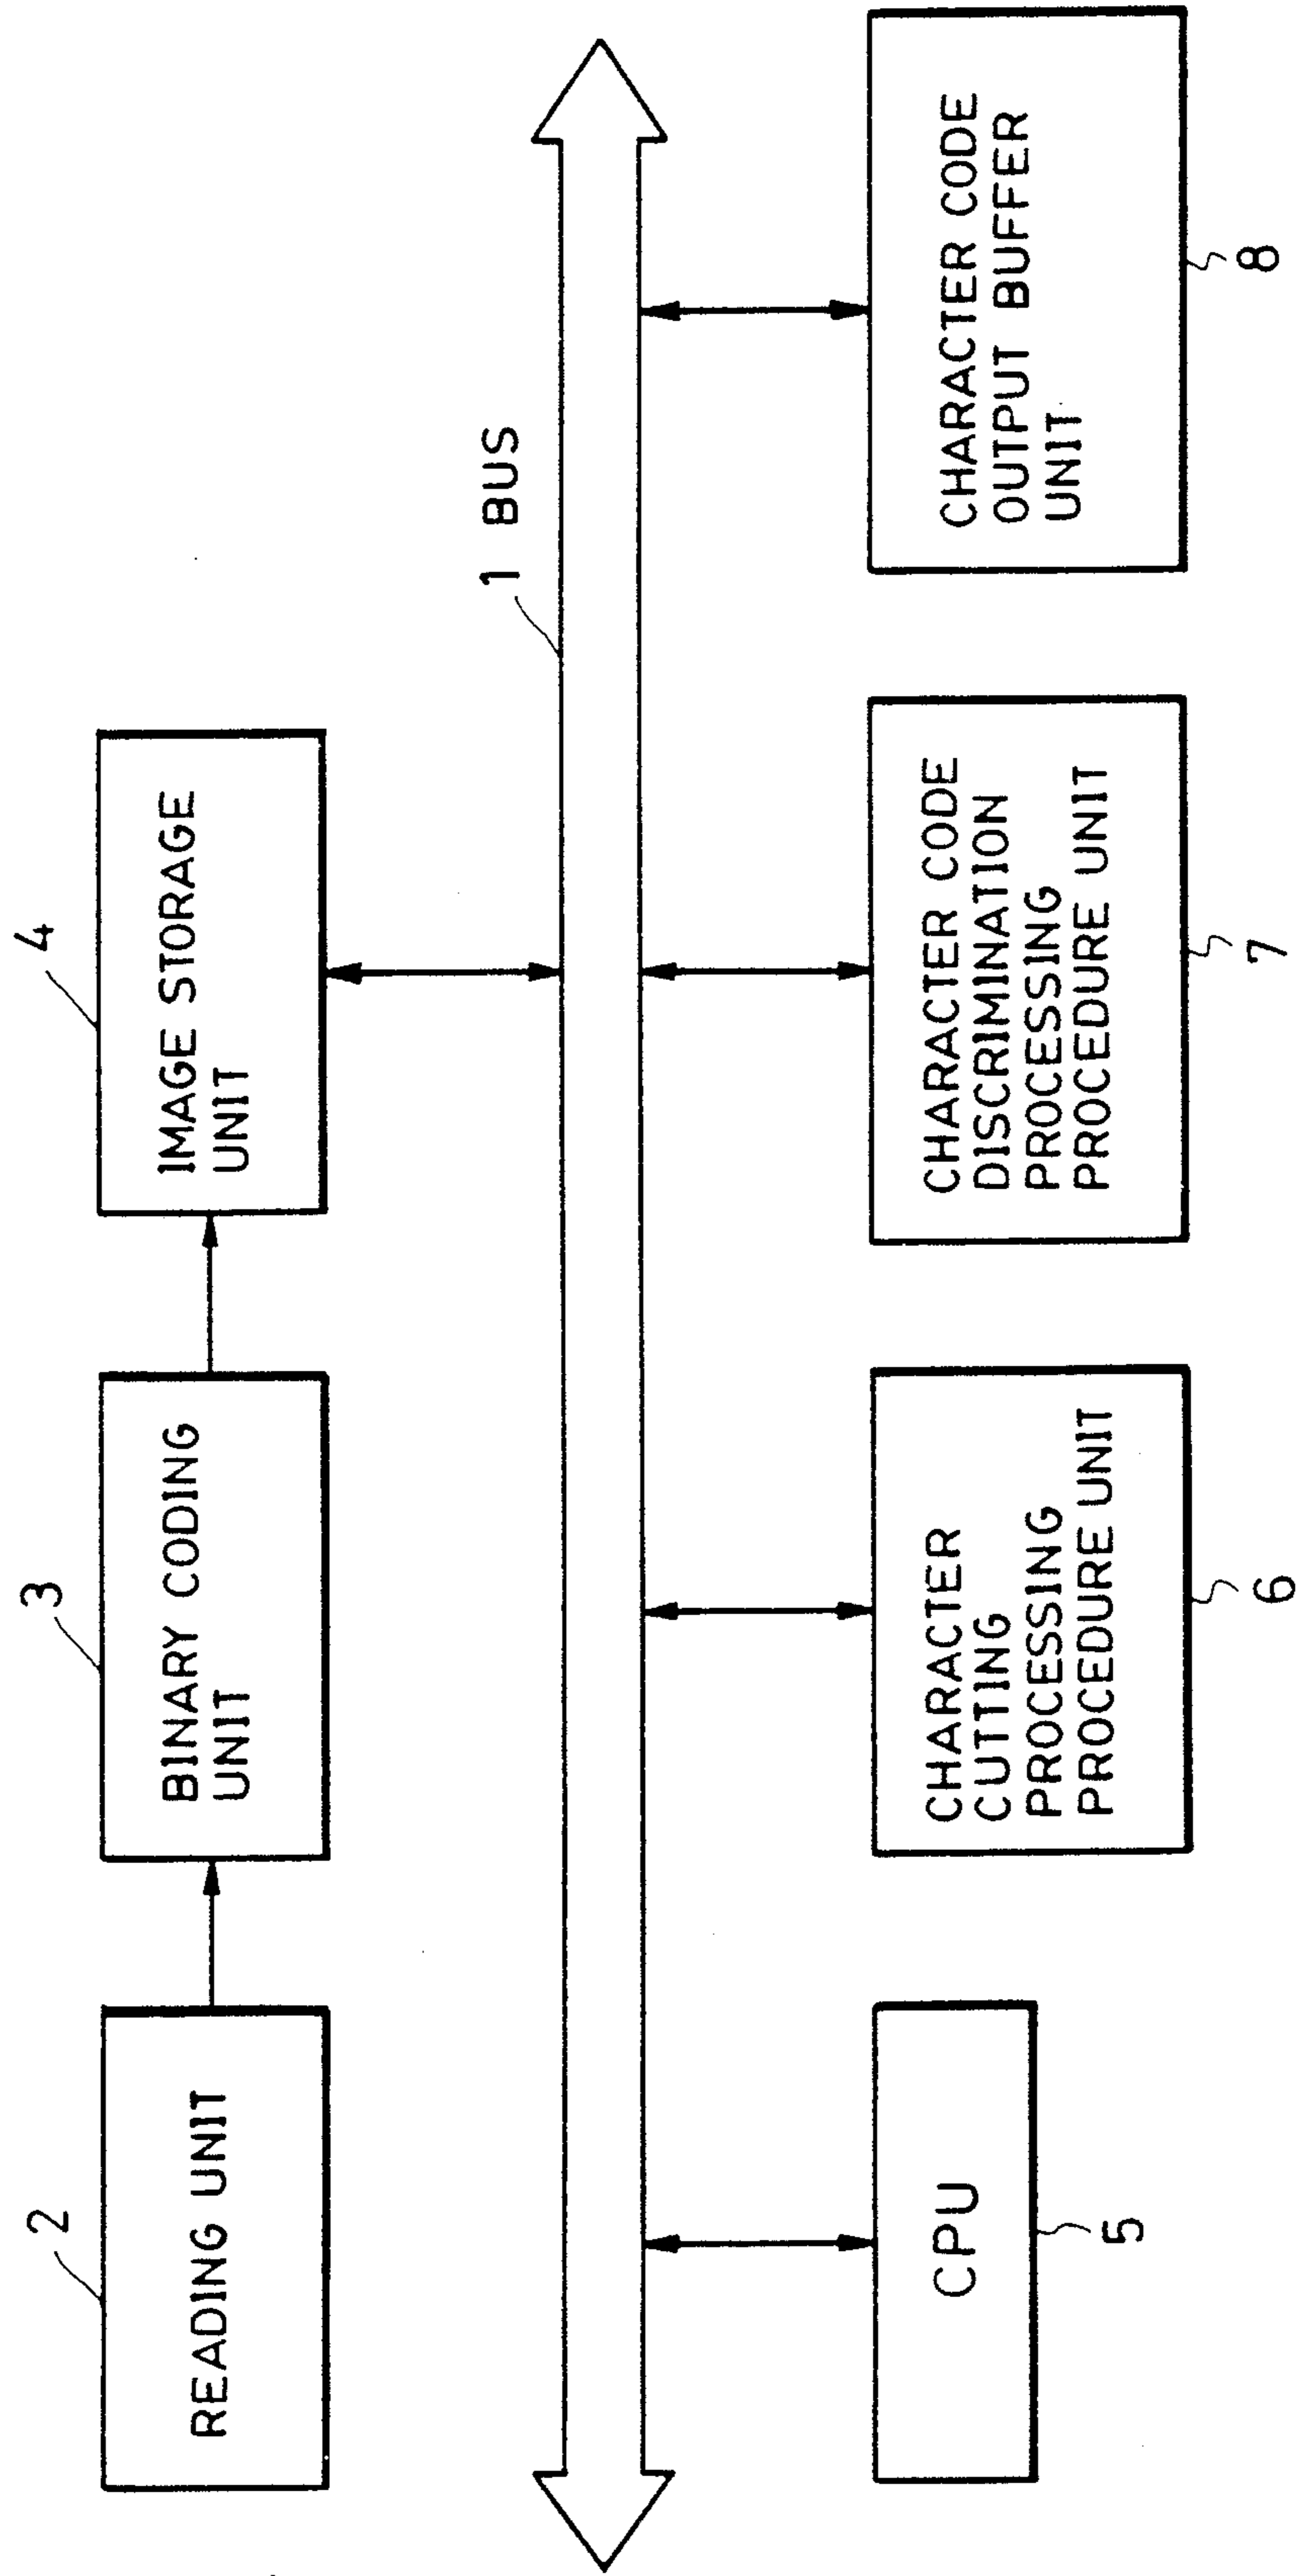 2
READING UNIT
3
BINARY CODING
UNIT
4
IMAGE STORAGE
UNIT
1 BUS
CPU
5
CHARACTER
CUTTING
PROCESSING
PROCEDURE UNIT
6
CHARACTER CODE
DISCRIMINATION
PROCESSING
PROCEDURE UNIT
7
CHARACTER CODE
OUTPUT BUFFER
UNIT
8